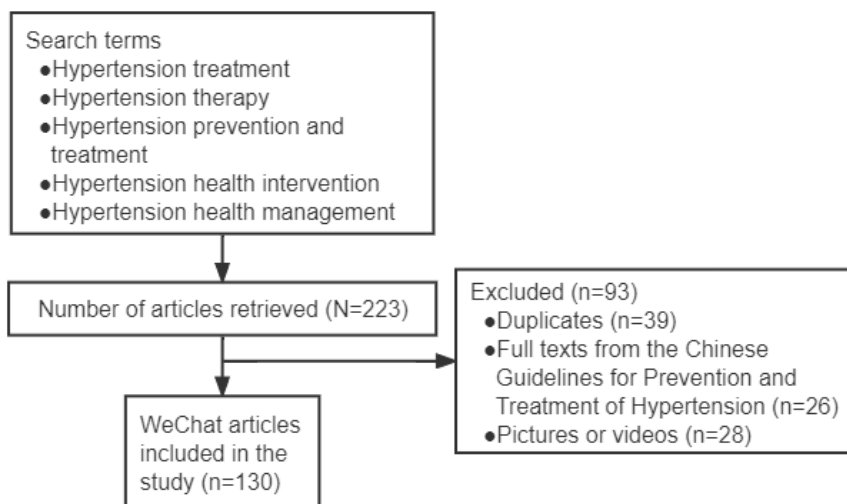 Search terms
●Hypertension treatment
●Hypertension therapy
●Hypertension prevention and
treatment
●Hypertension health intervention
●Hypertension health management
Number of articles retrieved (N=223)
Excluded (n=93)
●Duplicates (n=39)
●Full texts from the Chinese
Guidelines for Prevention and
Treatment of Hypertension (n=26)
●Pictures or videos (n=28)
WeChat articles
included in the
study (n=130)